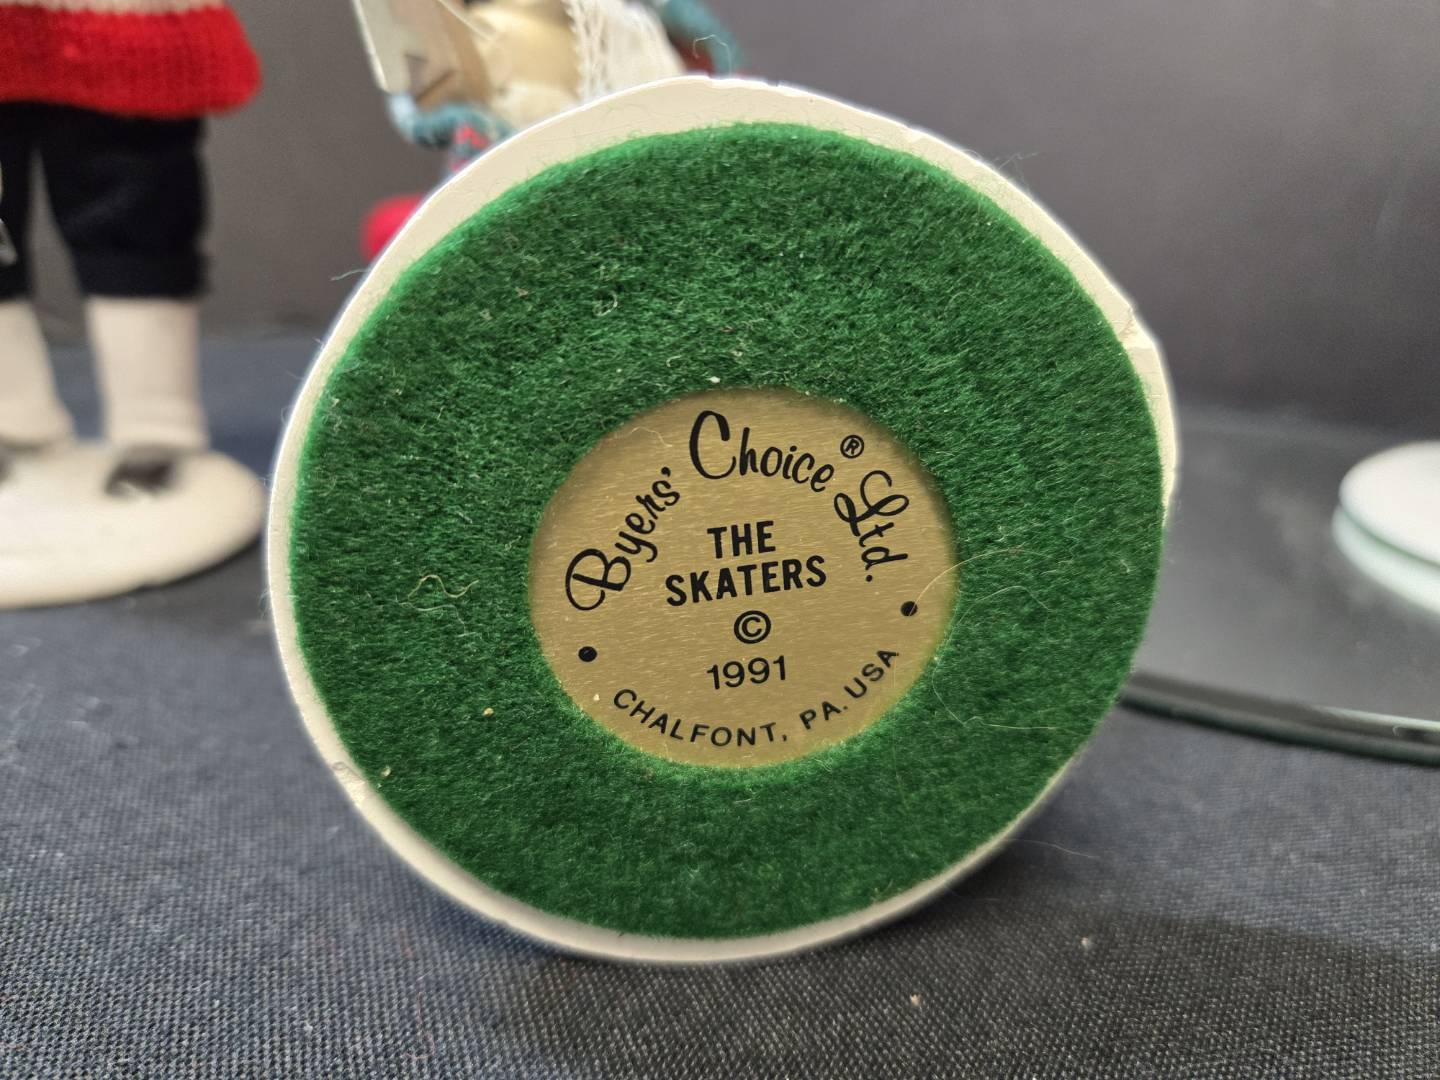 Byers' Choice® Ltd.
THE
SKATERS
©
1991
CHALFONT, PA. USA